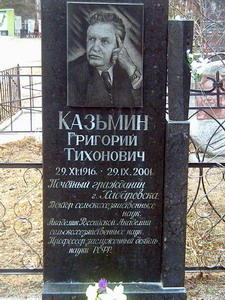 КАЗЬМИН
ГРИГОРИЙ
ТИХОНОВИЧ
29.XI.1916. - 29.IX.2001.
Почётный гражданин
г. Хабаровска.
Доктор сельскохозяйственных
наук.
Академик Российской Академии
сельскохозяйственных наук
Профессор заслуженный деятель
науки РСФСР.